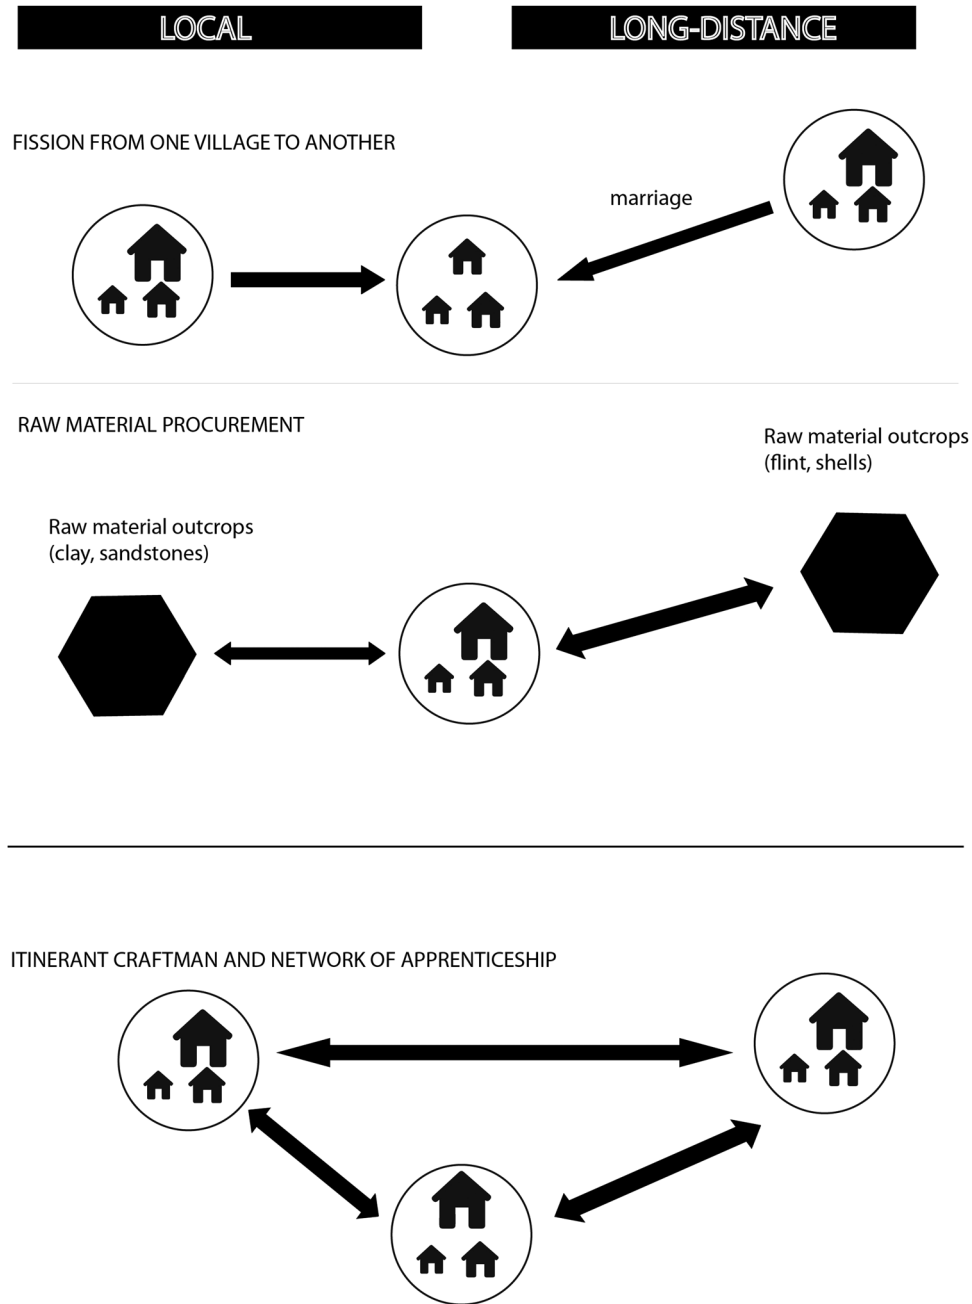 LOCAL
LONG-DISTANCE
FISSION FROM ONE VILLAGE TO ANOTHER
marriage
RAW MATERIAL PROCUREMENT
Raw material outcrops
(flint, shells)
Raw material outcrops
(clay, sandstones)
ITINERANT CRAFTMAN AND NETWORK OF APPRENTICESHIP